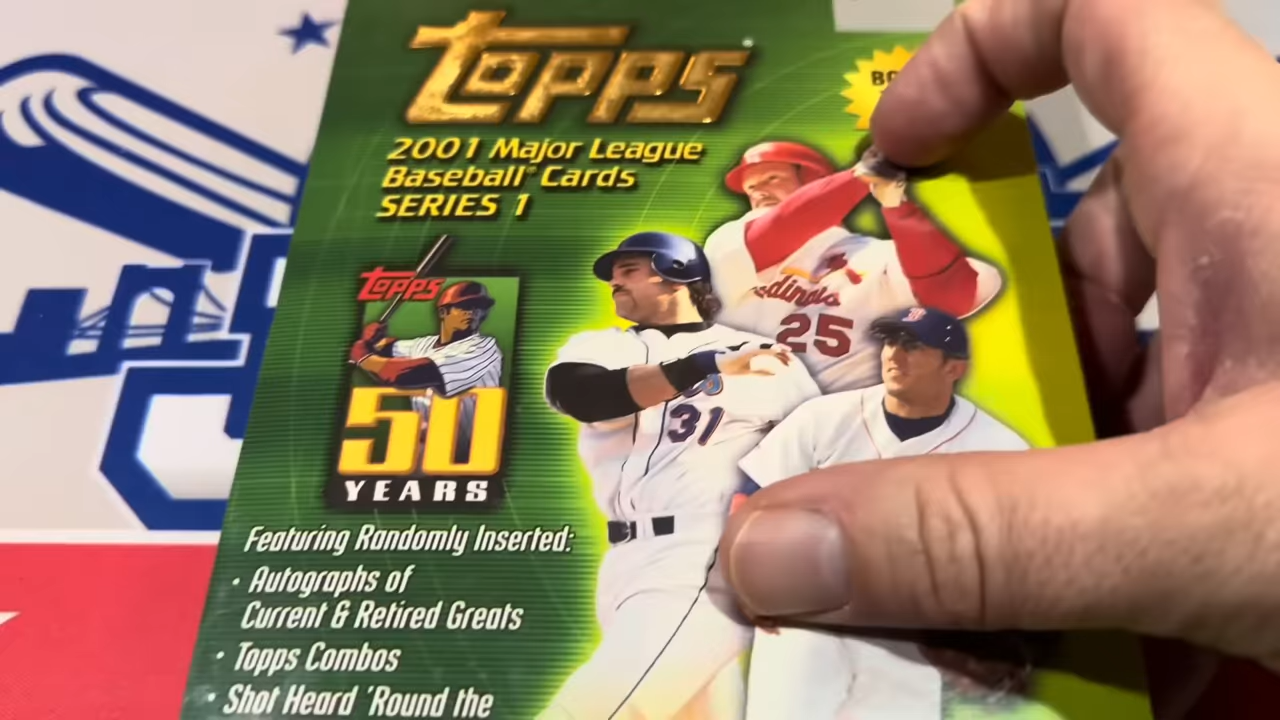 Topps
2001 Major League
Baseball® Cards
SERIES 1
Topps
50
YEARS
Cardinals
25
31
B
Featuring Randomly Inserted:
• Autographs of
Current & Retired Greats
• Topps Combos
• Shot Heard 'Round the